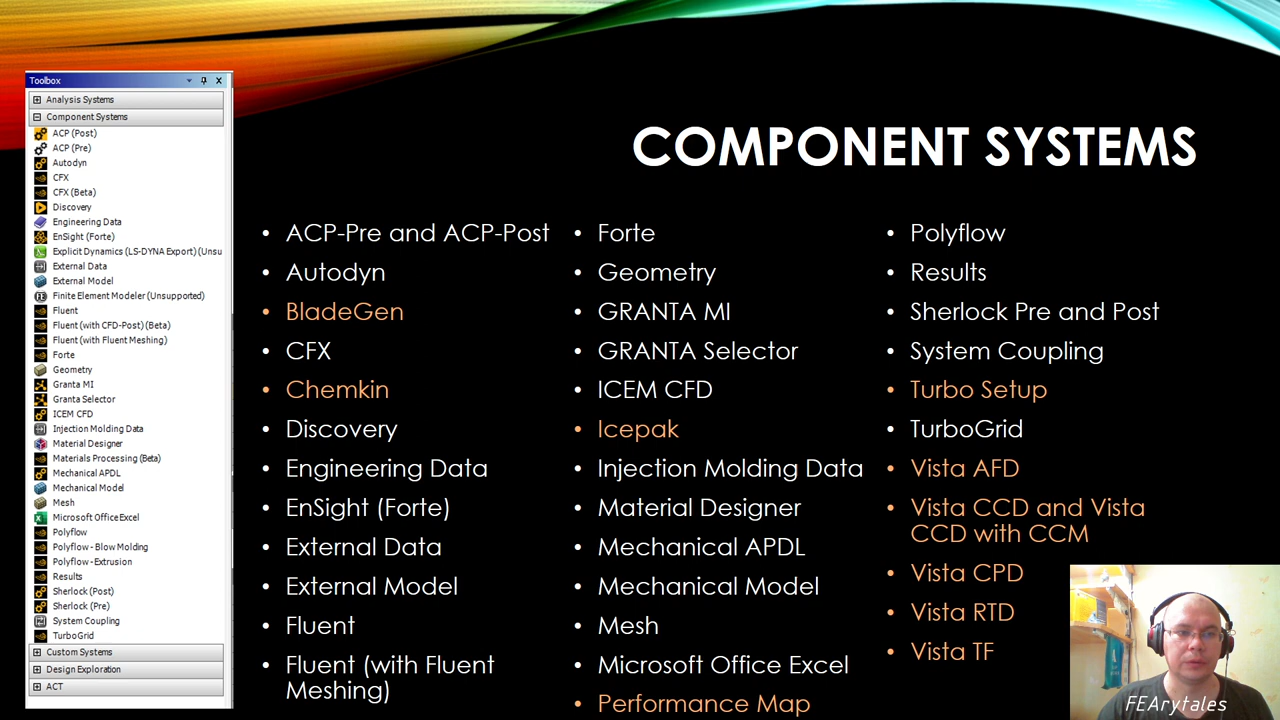 Toolbox
Analysis Systems
Component Systems
ACP (Post)
ACP (Pre)
Autodyn
CFX
CFX (Beta)
Discovery
Engineering Data
EnSight (Forte)
Explicit Dynamics (LS-DYNA Export) (Unsu
External Data
External Model
Finite Element Modeler (Unsupported)
Fluent
Fluent (with CFD-Post) (Beta)
Fluent (with Fluent Meshing)
Forte
Geometry
Granta MI
Granta Selector
ICEM CFD
Injection Molding Data
Material Designer
Materials Processing (Beta)
Mechanical APDL
Mechanical Model
Mesh
Microsoft Office Excel
Polyflow
Polyflow - Blow Molding
Polyflow - Extrusion
Results
Sherlock (Post)
Sherlock (Pre)
System Coupling
TurboGrid
Custom Systems
Design Exploration
ACT
COMPONENT SYSTEMS
• ACP-Pre and ACP-Post
• Autodyn
• BladeGen
• CFX
• Chemkin
• Discovery
• Engineering Data
• EnSight (Forte)
• External Data
• External Model
• Fluent
• Fluent (with Fluent
Meshing)
• Forte
• Geometry
• GRANTA MI
• GRANTA Selector
• ICEM CFD
• Icepak
• Injection Molding Data
• Material Designer
• Mechanical APDL
• Mechanical Model
• Mesh
• Microsoft Office Excel
• Performance Map
• Polyflow
• Results
• Sherlock Pre and Post
• System Coupling
• Turbo Setup
• TurboGrid
• Vista AFD
• Vista CCD and Vista
CCD with CCM
• Vista CPD
• Vista RTD
• Vista TF
FEArytales